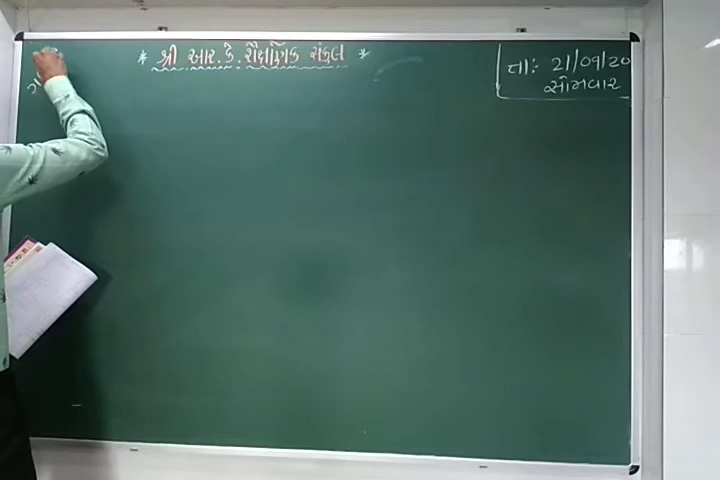 * શ્રી આર. કે. શૈક્ષણિક સંકુલ *
તાઃ 21/09/20
સોમવાર